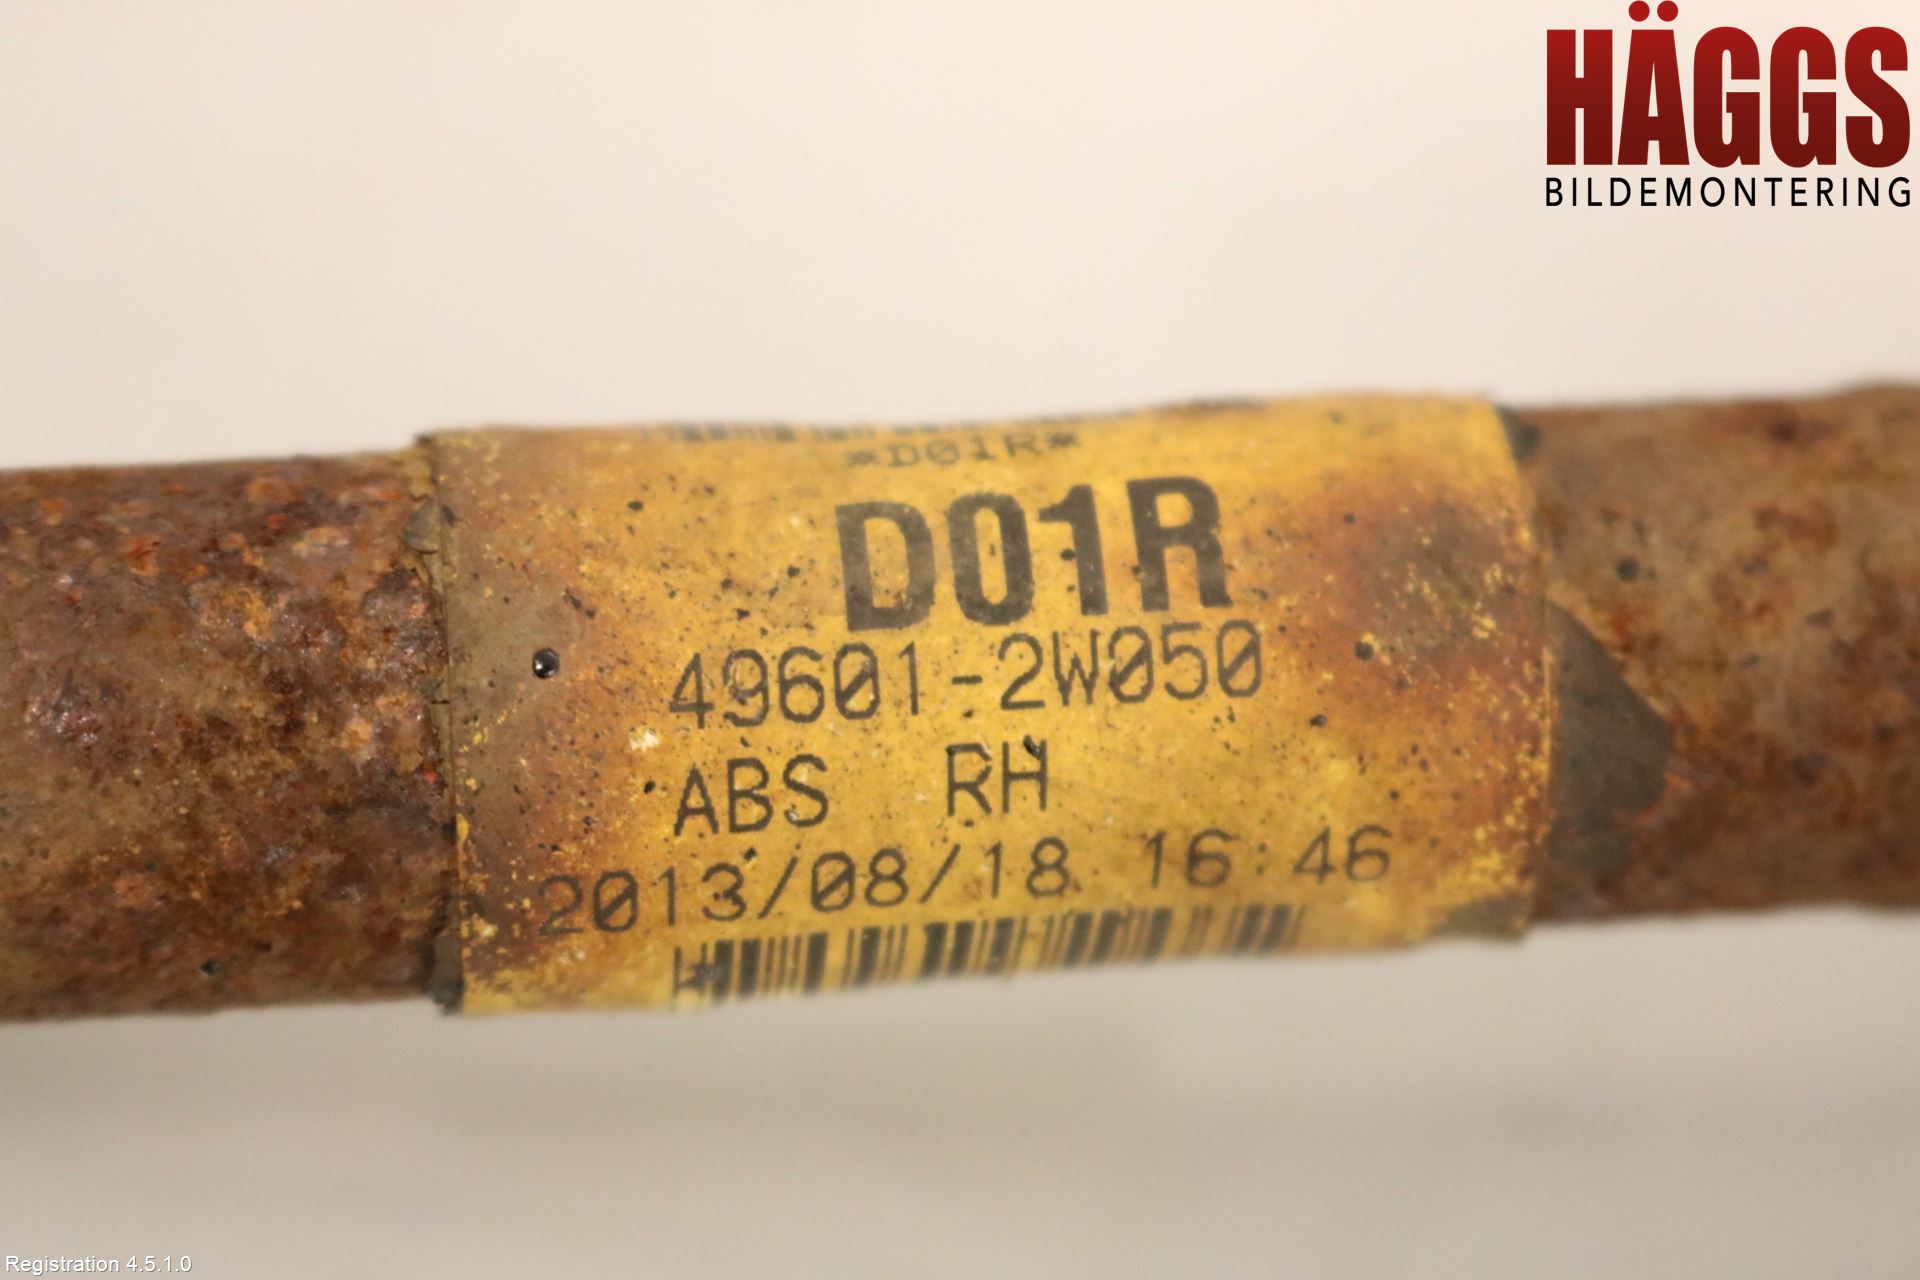 HÄGGS
BILDEMONTERING
*D01R*
D01R
49601-2W050
ABS RH
2013/08/18 16:46
Registration 4.5.1.0